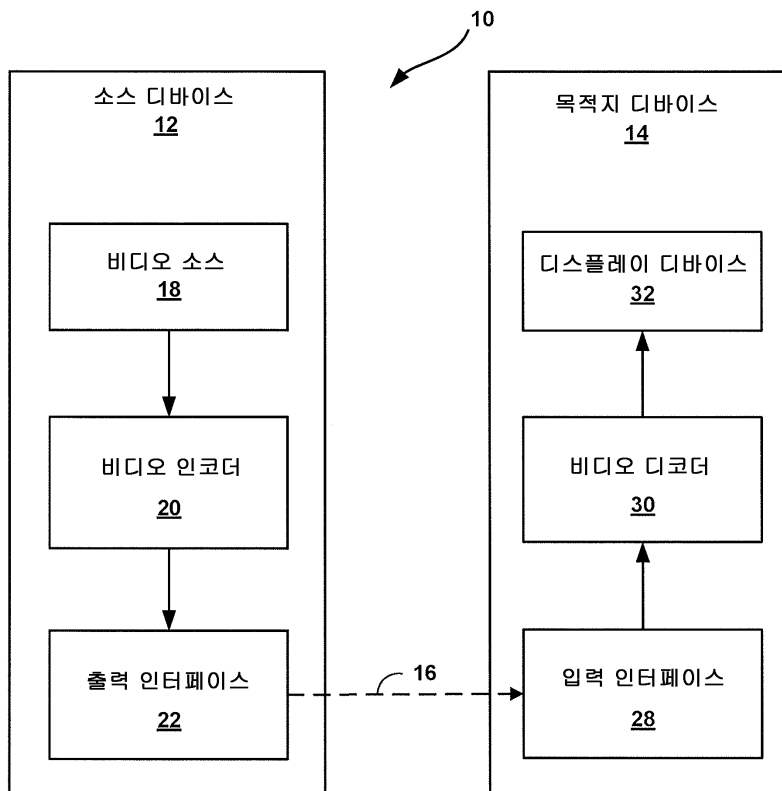 10
소스 디바이스
12
비디오 소스
18
비디오 인코더
20
출력 인터페이스
22
16
목적지 디바이스
14
디스플레이 디바이스
32
비디오 디코더
30
입력 인터페이스
28